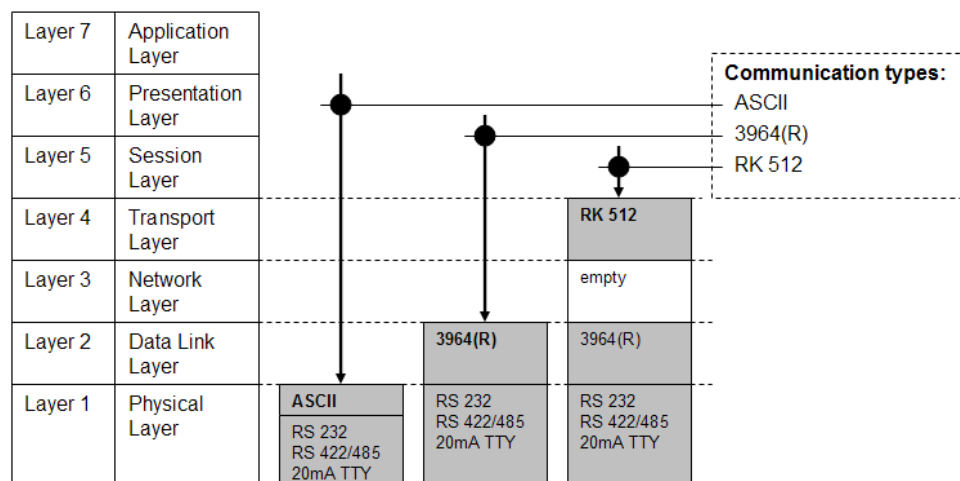 Layer 7
Application
Layer
Layer 6
Presentation
Layer
Layer 5
Session
Layer
Layer 4
Transport
Layer
Layer 3
Network
Layer
Layer 2
Data Link
Layer
Layer 1
Physical
Layer
ASCII
RS 232
RS 422/485
20mA TTY
3964(R)
RS 232
RS 422/485
20mA TTY
RK 512
empty
3964(R)
RS 232
RS 422/485
20mA TTY
Communication types:
ASCII
3964(R)
RK 512